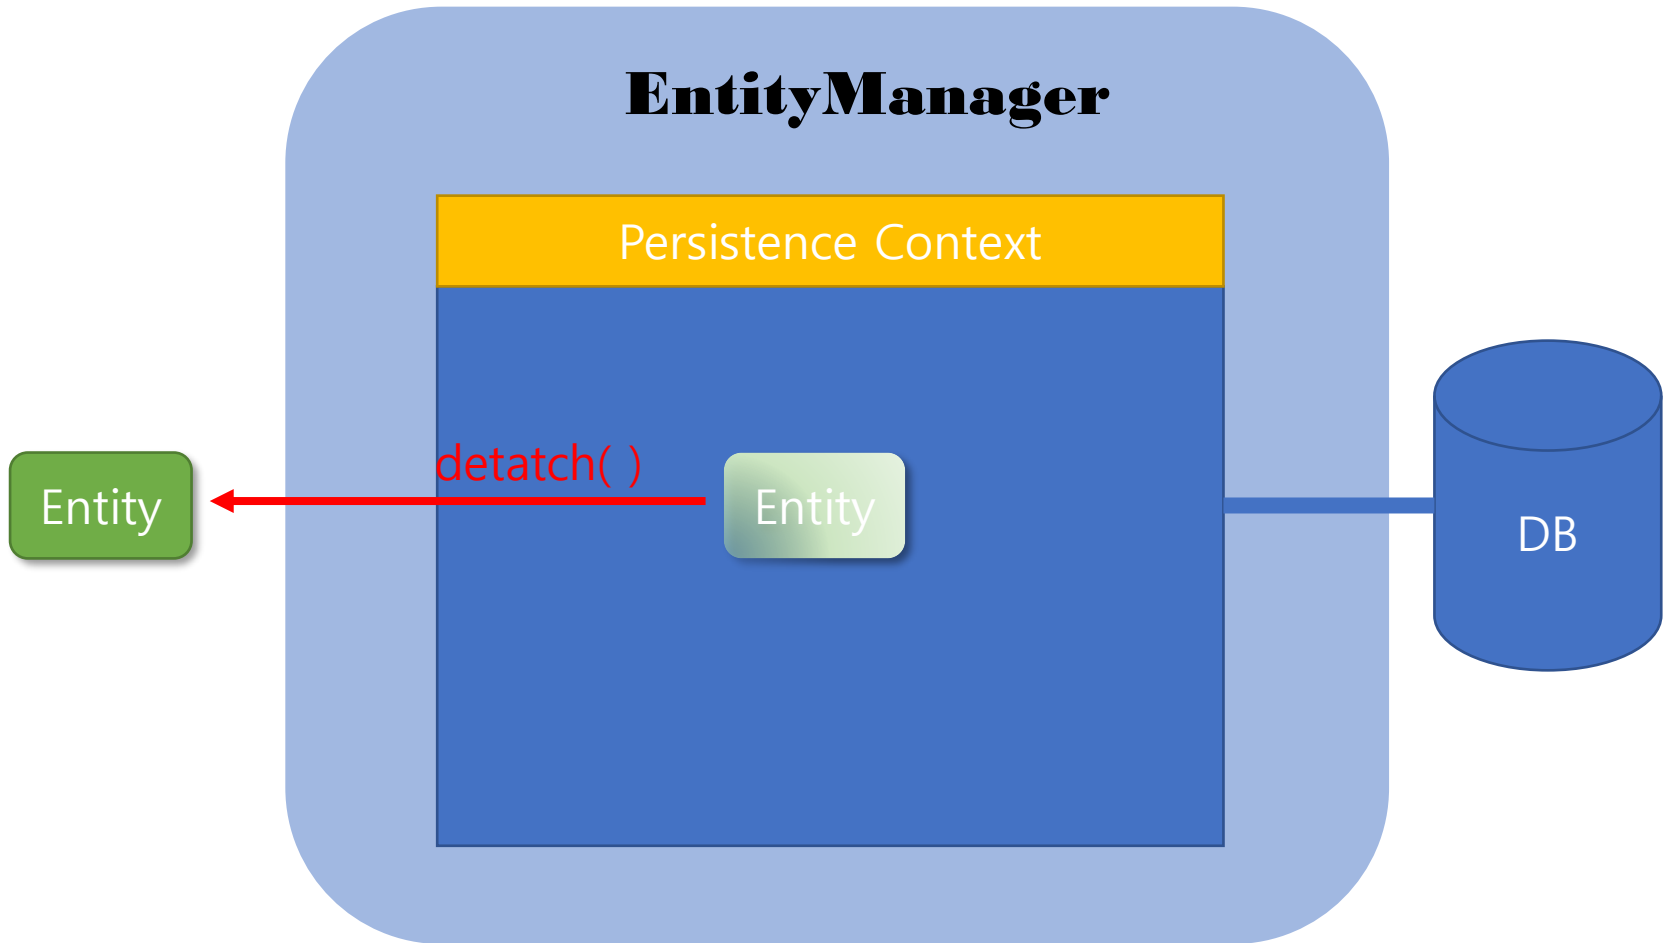 EntityManager
Persistence Context
detatch( )
Entity
Entity
DB